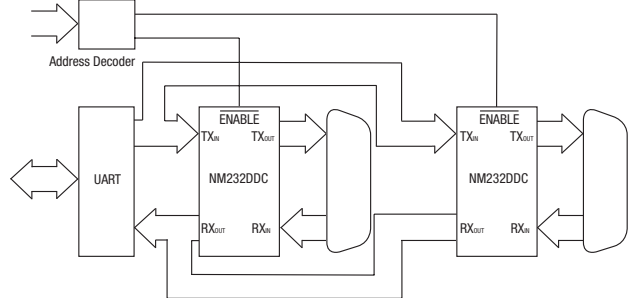 Address Decoder
ENABLE
ENABLE
TXIN
TXOUT
TXIN
TXOUT
UART
NM232DDC
NM232DDC
RXOUT
RXIN
RXOUT
RXIN